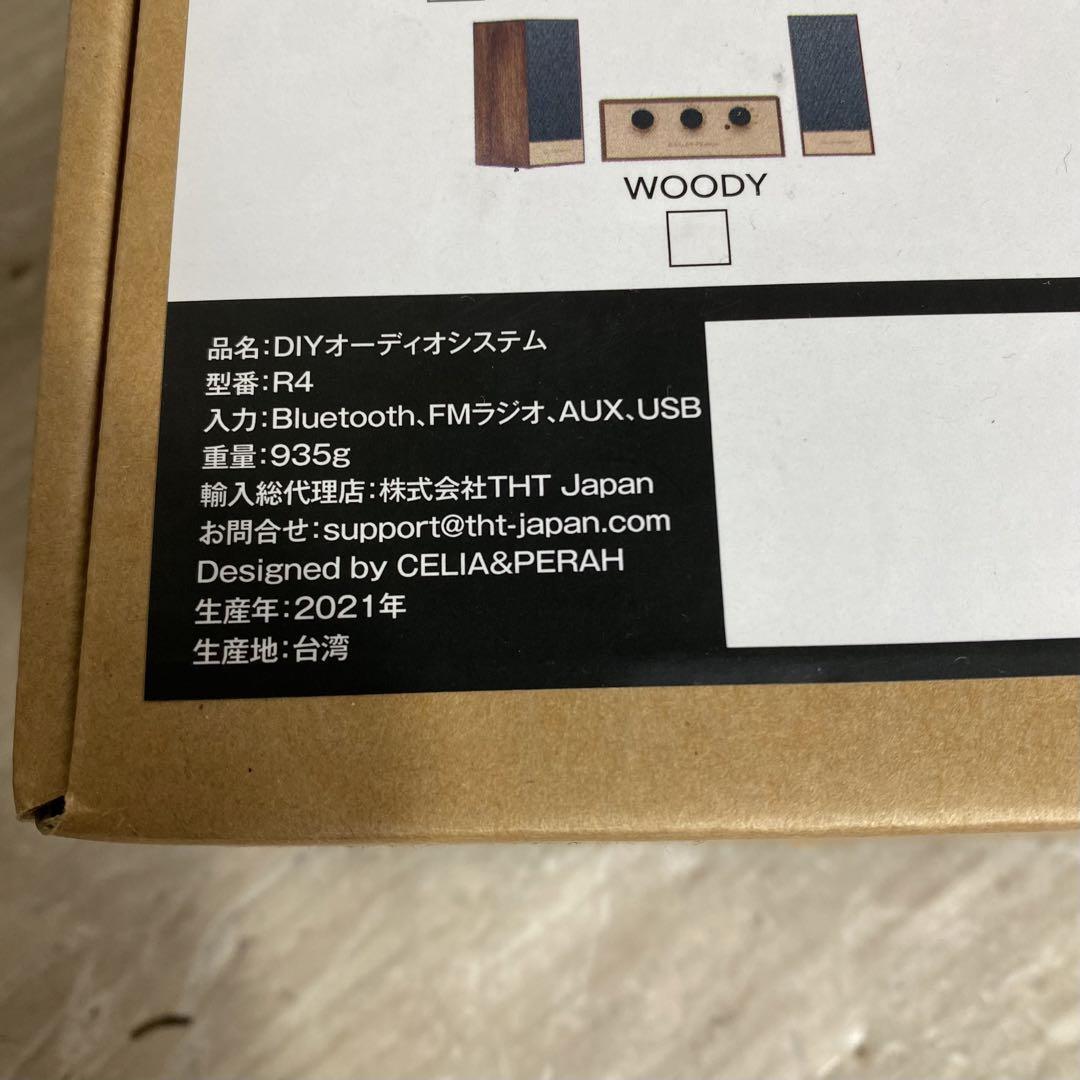 WOODY
品名:DIYオーディオシステム
型番:R4
入力:Bluetooth、FMラジオ、AUX、USB
重量:935g
輸入総代理店:株式会社THT Japan
お問合せ:support@tht-japan.com
Designed by CELIA&PERAH
生産年:2021年
生産地:台湾